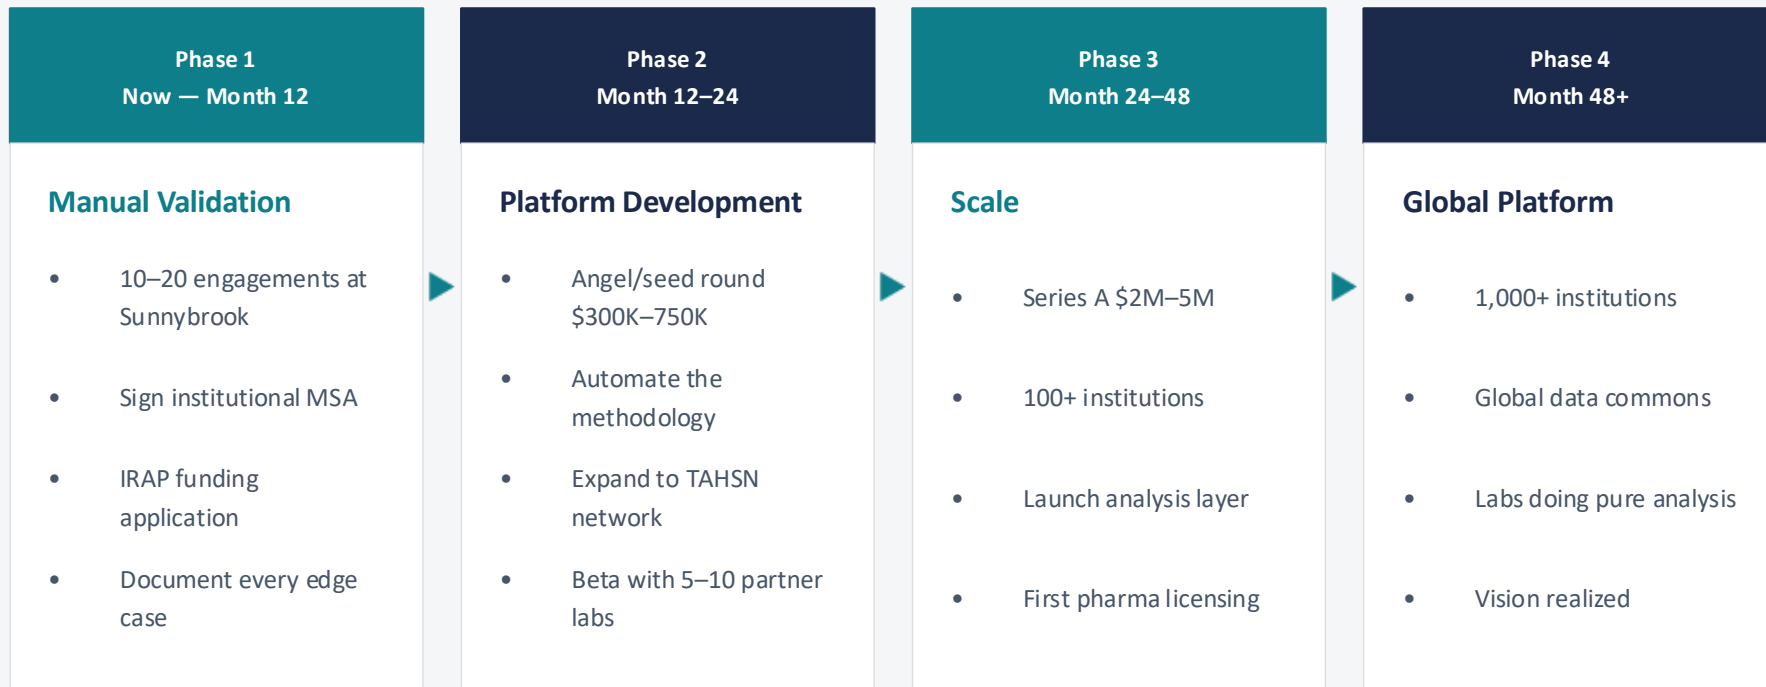 Phase 1
Now — Month 12
Manual Validation
• 10–20 engagements at
Sunnybrook
• Sign institutional MSA
• IRAP funding
application
• Document every edge
case
Phase 2
Month 12–24
Platform Development
• Angel/seed round
$300K–750K
• Automate the
methodology
• Expand to TAHSN
network
• Beta with 5–10 partner
labs
Phase 3
Month 24–48
Scale
• Series A $2M–5M
• 100+ institutions
• Launch analysis layer
• First pharma licensing
Phase 4
Month 48+
Global Platform
• 1,000+ institutions
• Global data commons
• Labs doing pure analysis
• Vision realized